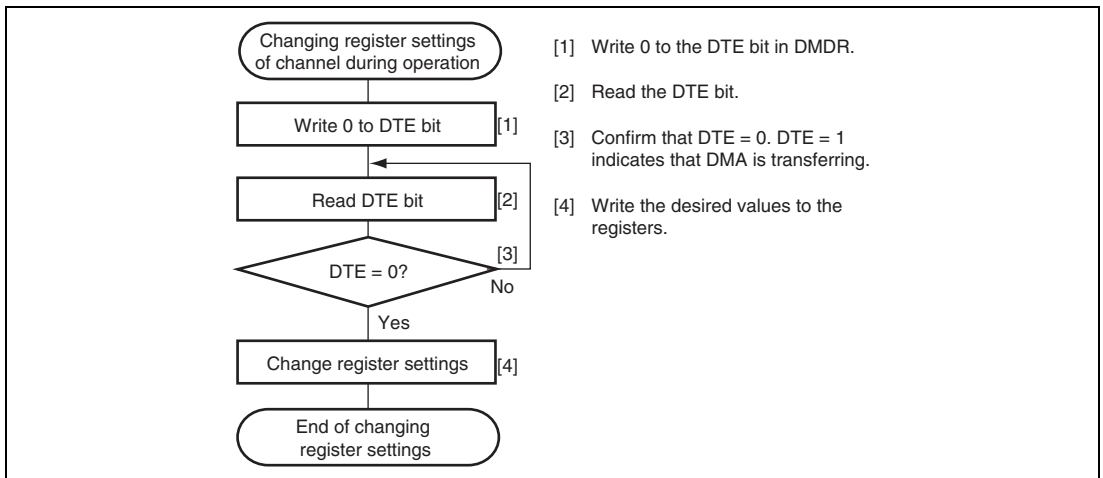 Changing register settings
of channel during operation
Write 0 to DTE bit
[1]
Read DTE bit
[2]
[3]
DTE = 0?
No
Yes
Change register settings
[4]
End of changing
register settings
[1] Write 0 to the DTE bit in DMDR.
[2] Read the DTE bit.
[3] Confirm that DTE = 0. DTE = 1
indicates that DMA is transferring.
[4] Write the desired values to the
registers.